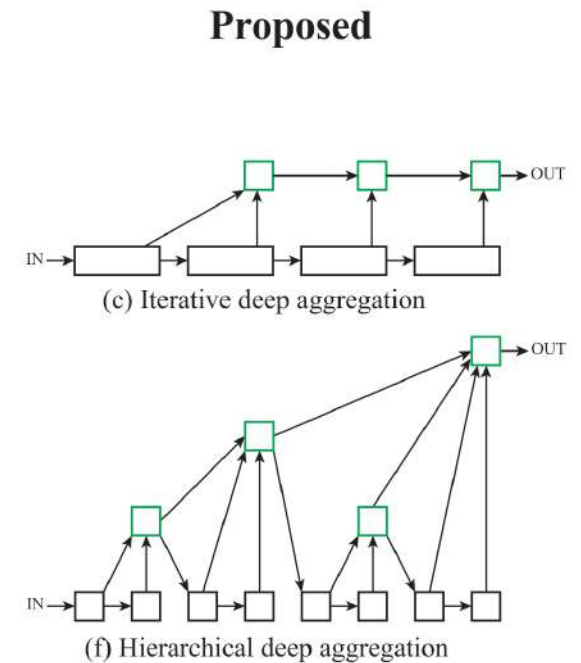 Proposed
OUT
IN
(c) Iterative deep aggregation
OUT
IN
(f) Hierarchical deep aggregation